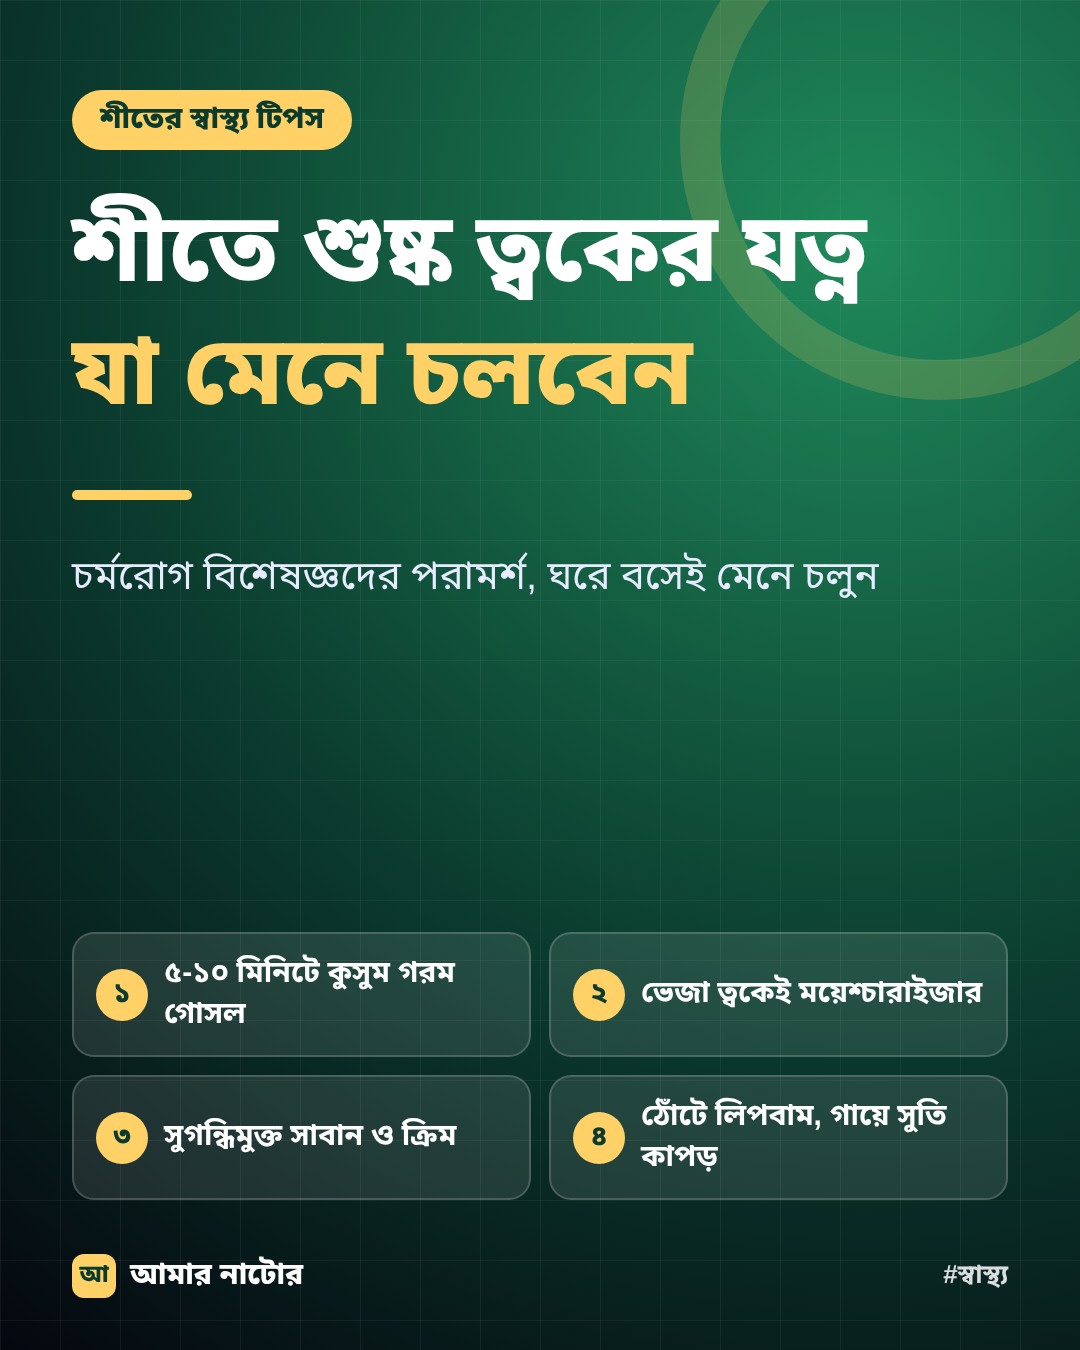 শীতের স্বাস্থ্য টিপস
শীতে শুষ্ক ত্বকের যত্ন
যা মেনে চলবেন
চর্মরোগ বিশেষজ্ঞদের পরামর্শ, ঘরে বসেই মেনে চলুন
১
৫-১০ মিনিটে কুসুম গরম
গোসল
২
ভেজা ত্বকেই ময়েশ্চারাইজার
৩
সুগন্ধিমুক্ত সাবান ও ক্রিম
৪
ঠোঁটে লিপবাম, গায়ে সুতি
কাপড়
আ
আমার নাটোর
#স্বাস্থ্য